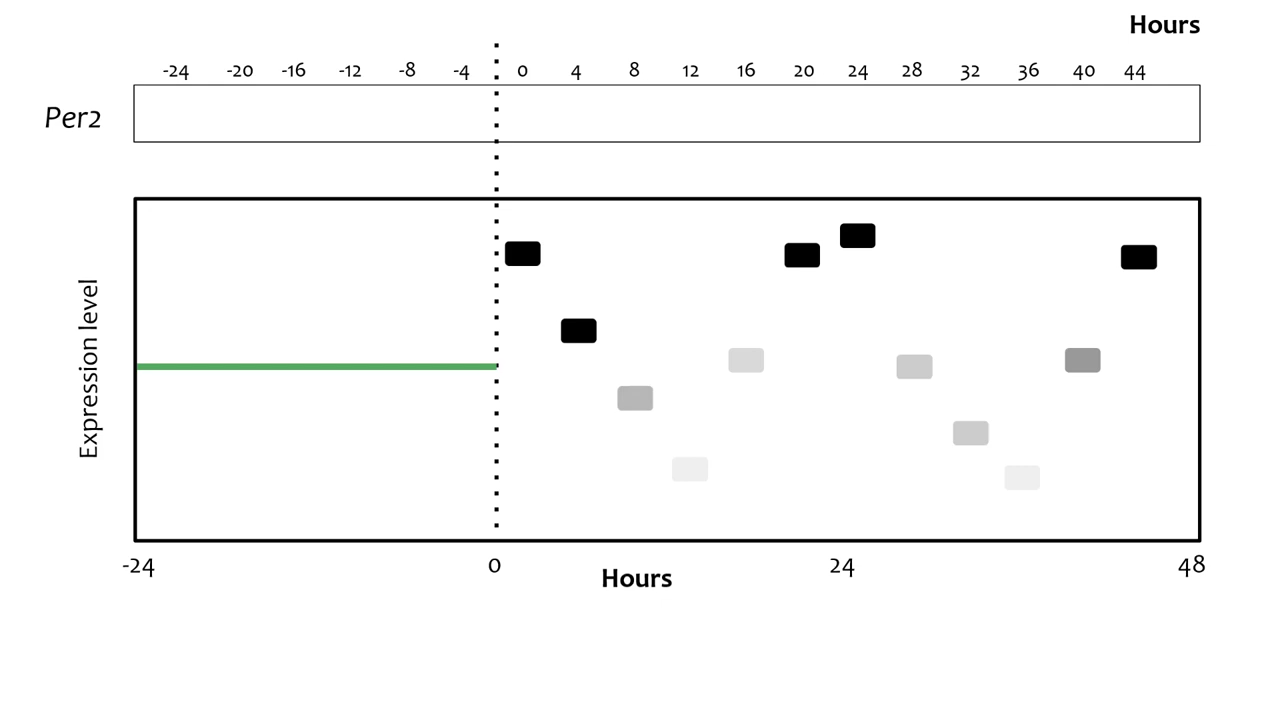 Hours
-24 -20 -16 -12 -8 -4 0 4 8 12 16 20 24 28 32 36 40 44
Per2
Expression level
-24 0 24 48
Hours